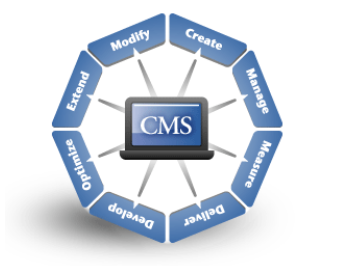 Create
Manage
Measure
Deliver
Develop
Optimize
Extend
Modify
CMS